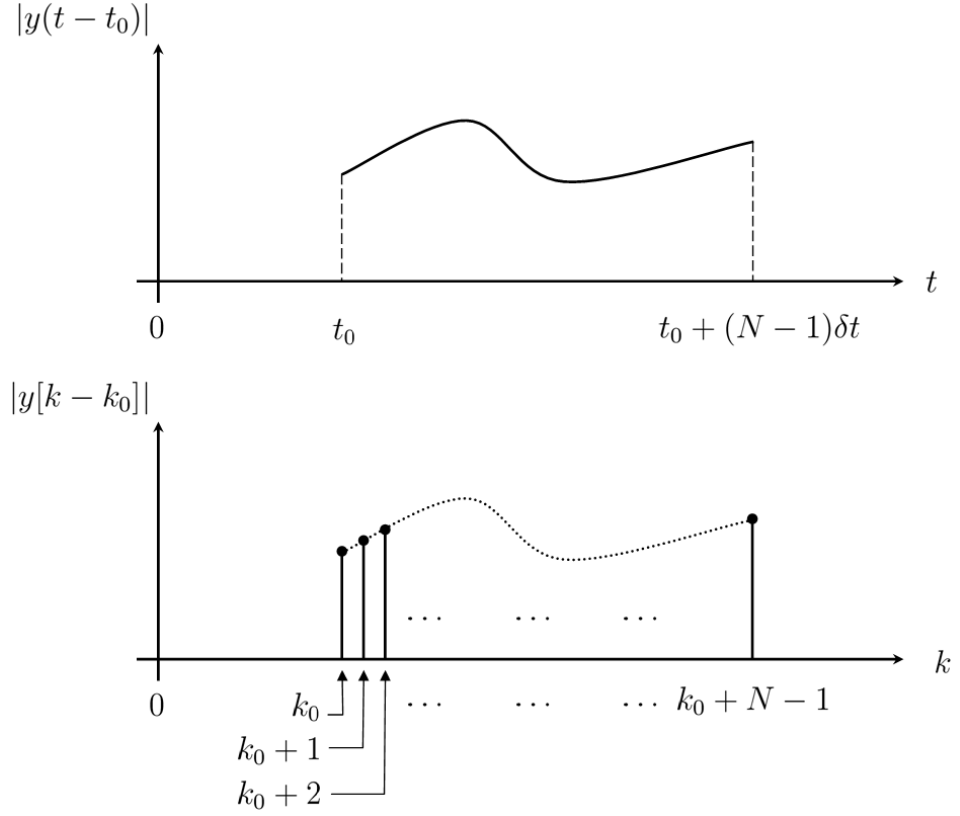 |y(t − t₀)|
t
0 t₀ t₀ + (N − 1)δt
|y[k − k₀]|
··· ··· ···
k
0 k₀ ··· ··· ··· k₀ + N − 1
k₀ + 1
k₀ + 2